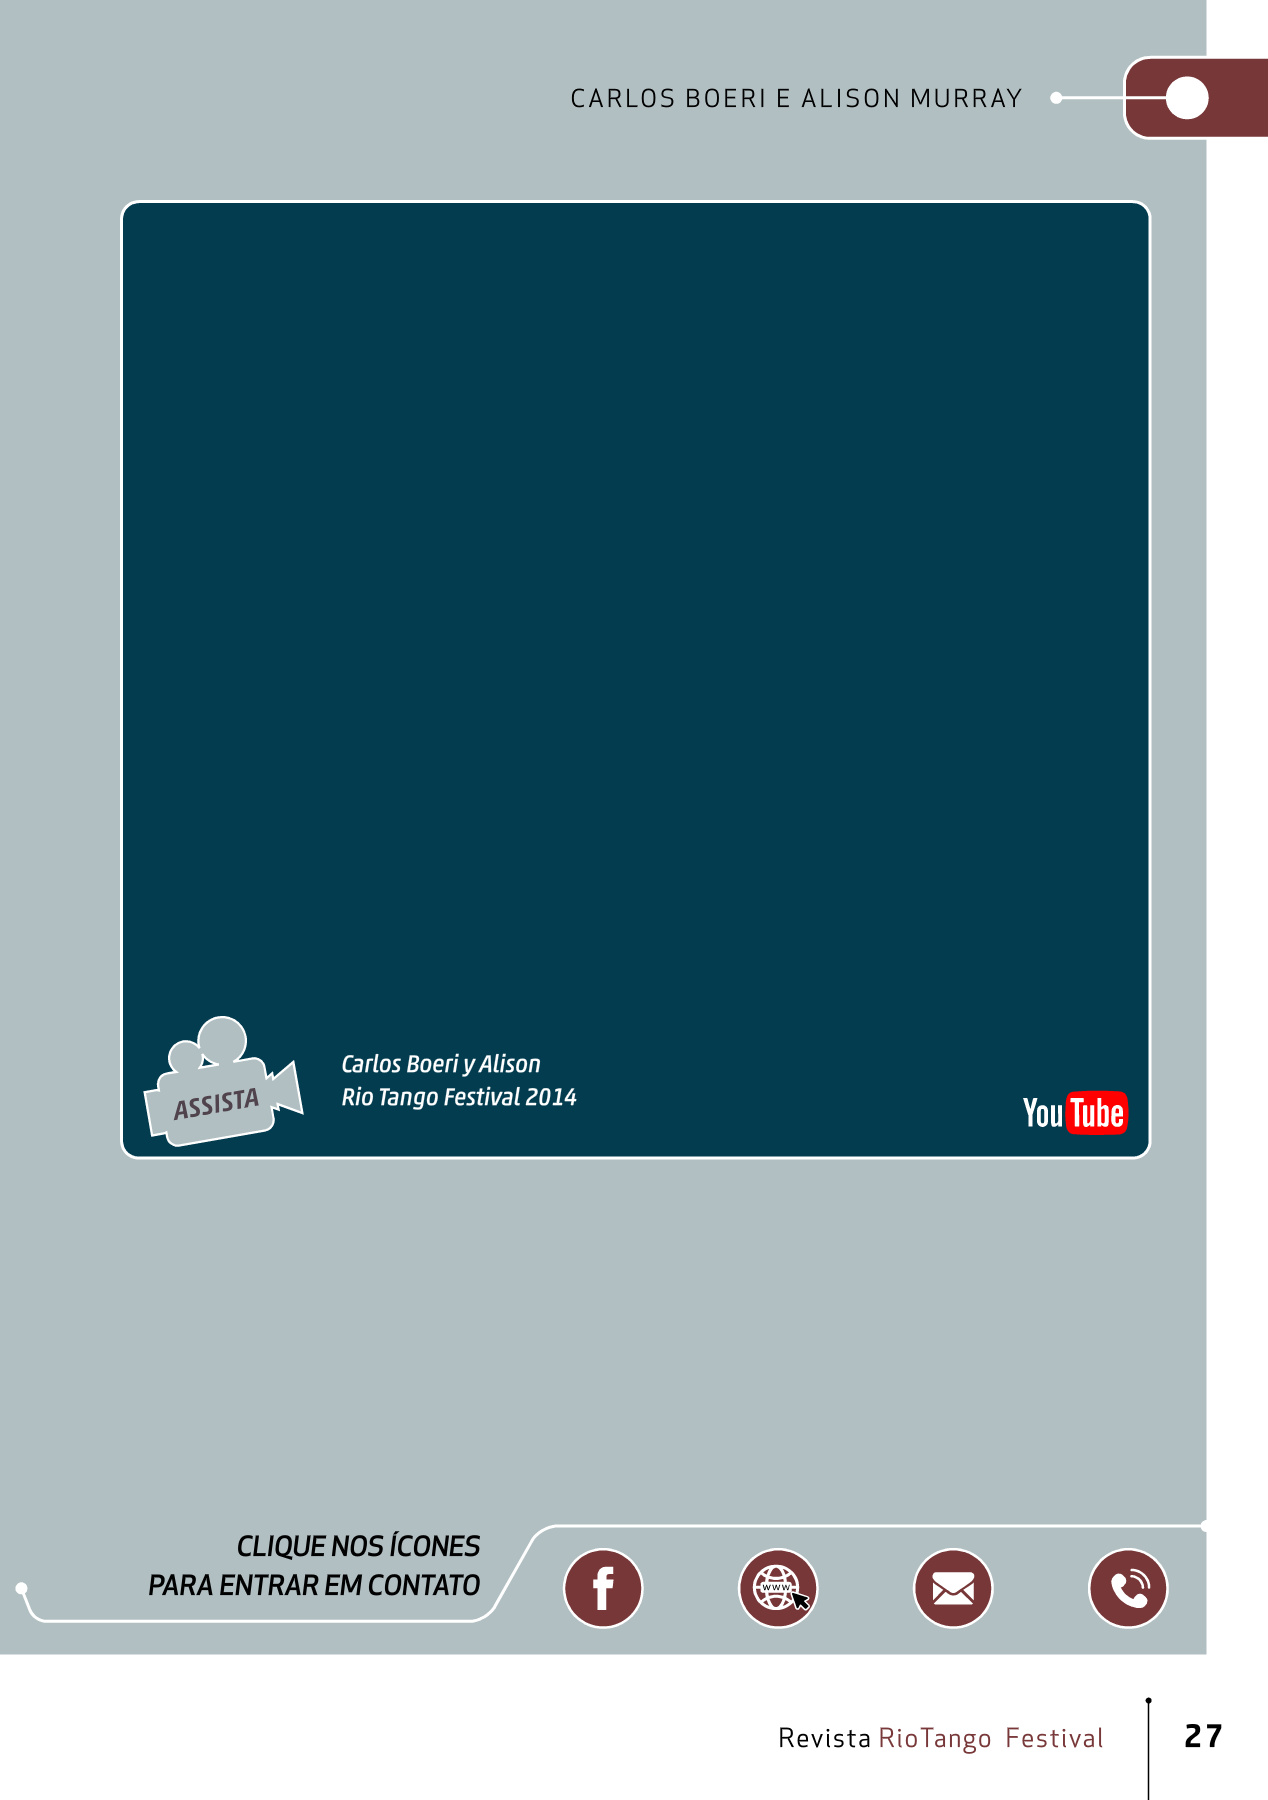 CARLOS BOERI E ALISON MURRAY
ASSISTA
Carlos Boeri y Alison
Rio Tango Festival 2014
YouTube
CLIQUE NOS ÍCONES
PARA ENTRAR EM CONTATO
f
www
Revista RioTango Festival
27